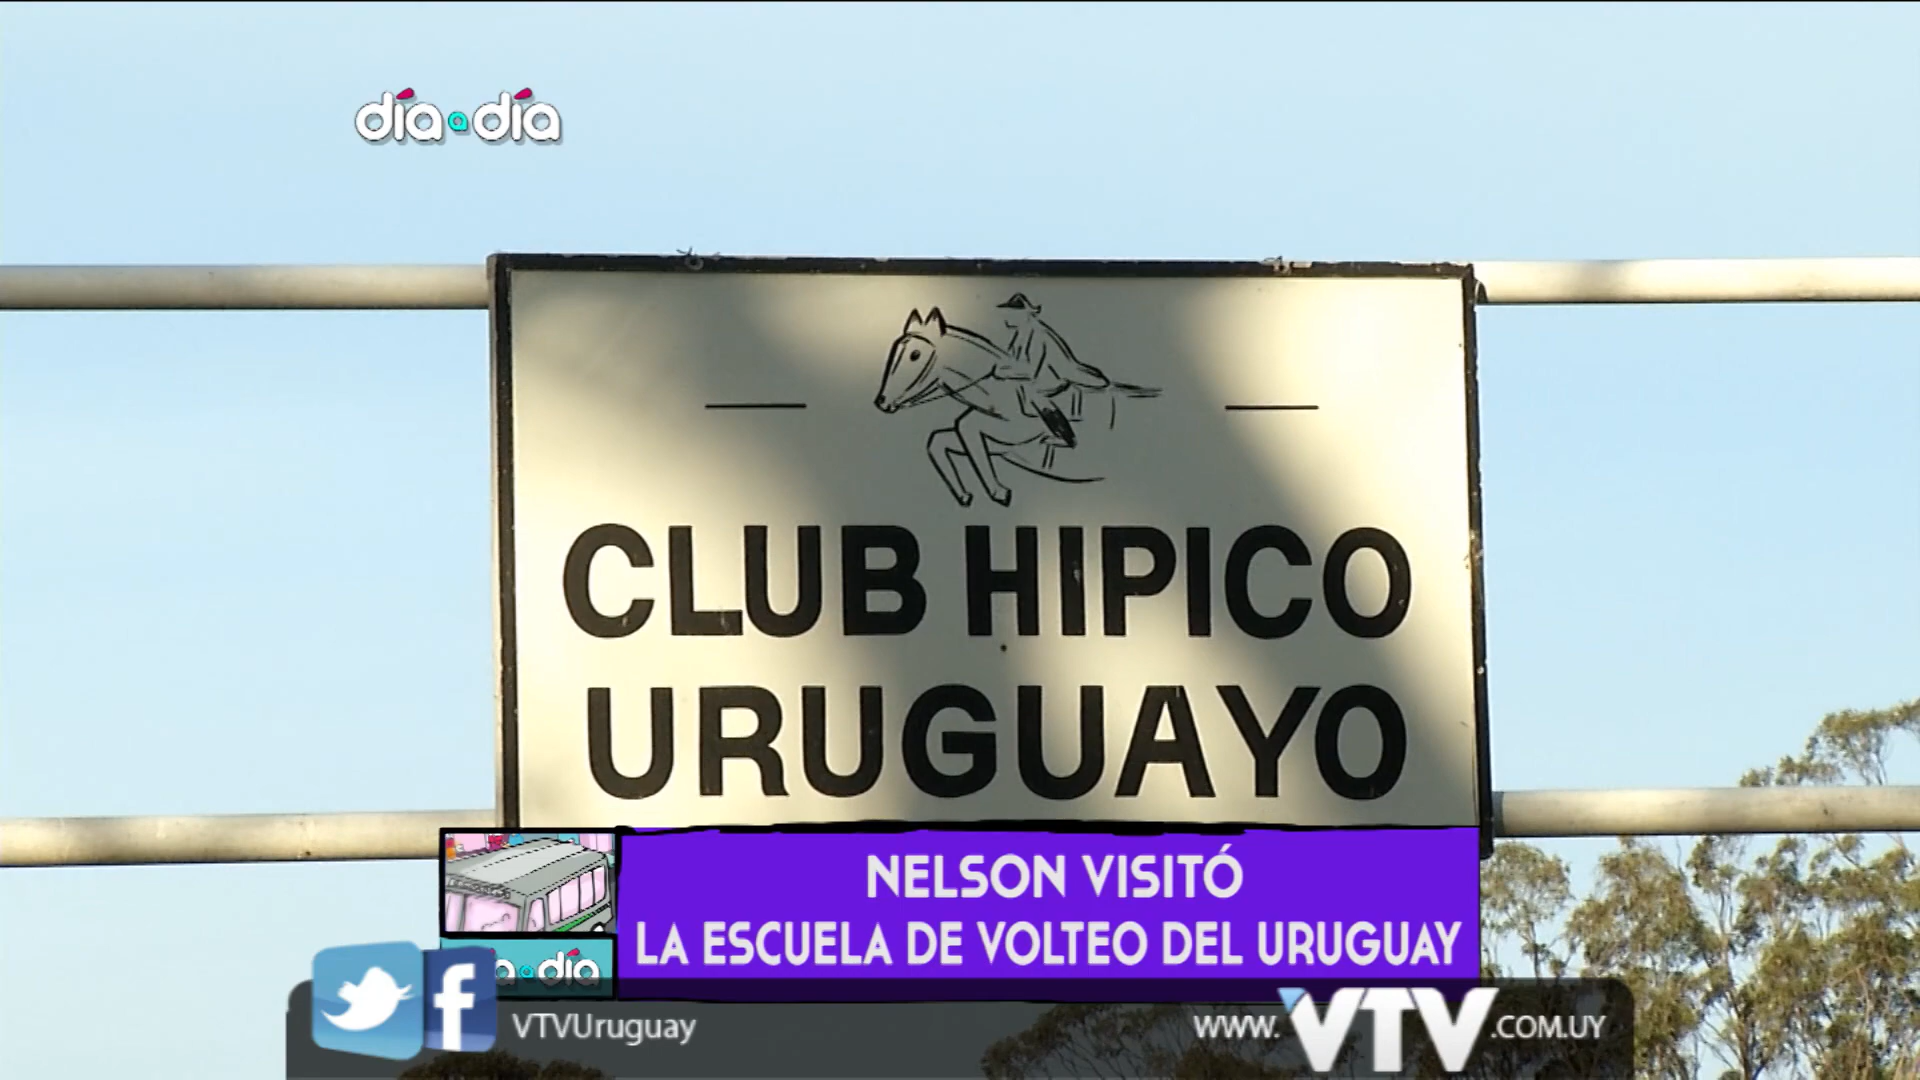 día a día
CLUB HIPICO
URUGUAYO
NELSON VISITÓ
LA ESCUELA DE VOLTEO DEL URUGUAY
a día
VTVUruguay
WWW.VTV.COM.UY